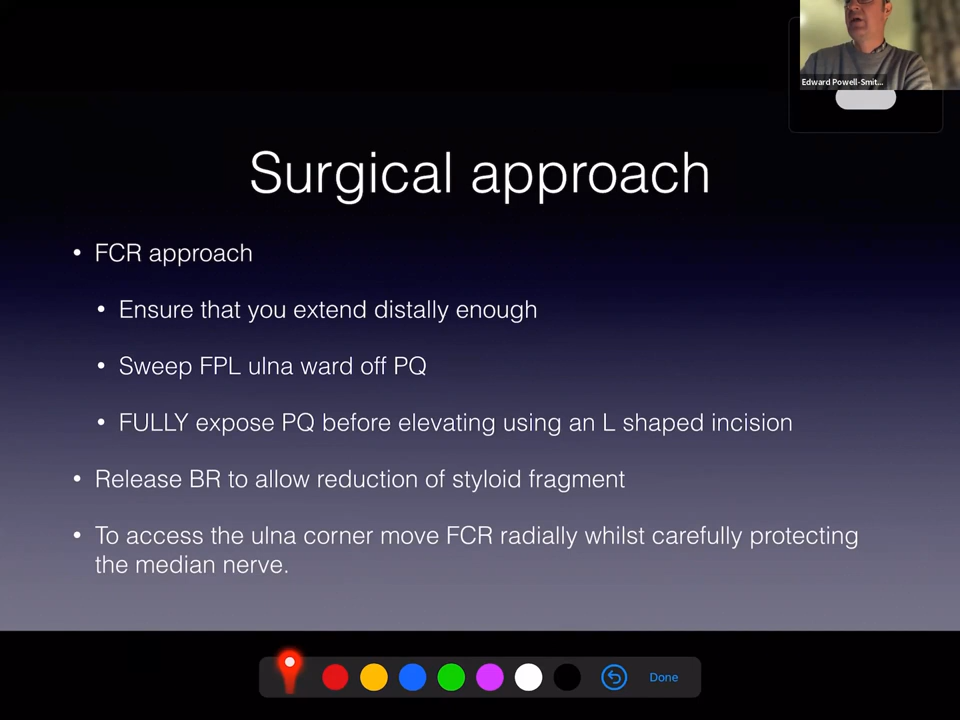 Edward Powell-Smit...
Surgical approach
• FCR approach
• Ensure that you extend distally enough
• Sweep FPL ulna ward off PQ
• FULLY expose PQ before elevating using an L shaped incision
• Release BR to allow reduction of styloid fragment
• To access the ulna corner move FCR radially whilst carefully protecting
the median nerve.
Done